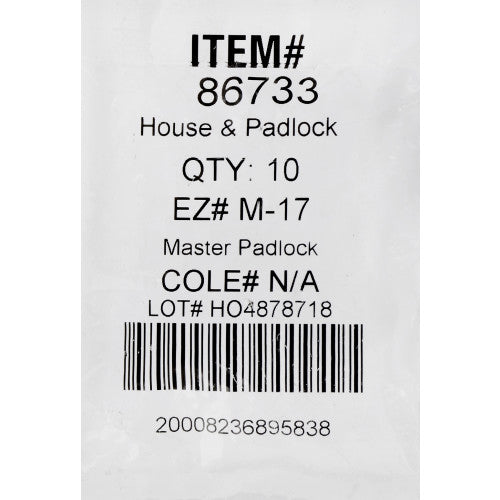 ITEM#
86733
House & Padlock
QTY: 10
EZ# M-17
Master Padlock
COLE# N/A
LOT# HO4878718
20008236895838